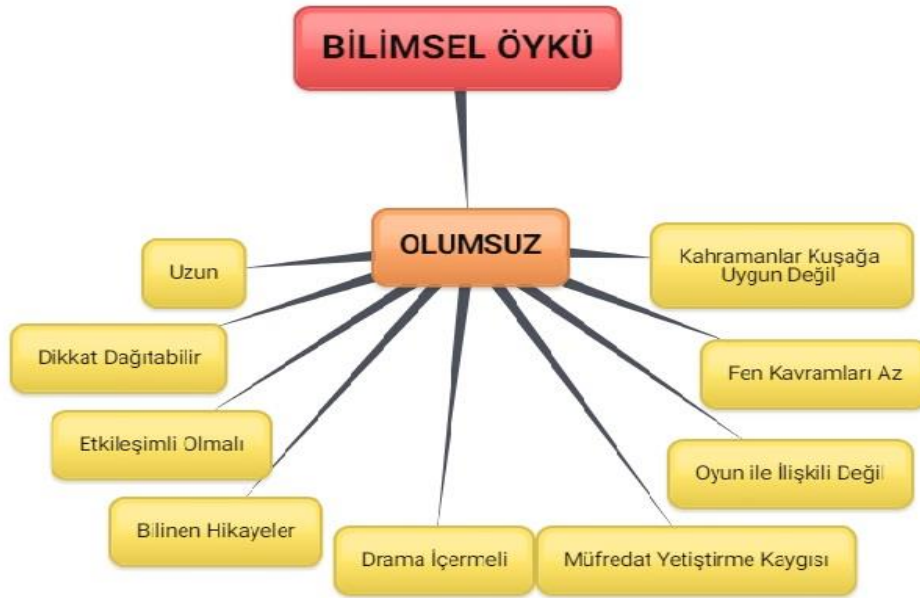 BİLİMSEL ÖYKÜ
OLUMSUZ
Uzun
Kahramanlar Kuşağa
Uygun Değil
Dikkat Dağıtabilir
Fen Kavramları Az
Etkileşimli Olmalı
Oyun ile İlişkili Değil
Bilinen Hikayeler
Drama İçermeli
Müfredat Yetiştirme Kaygısı